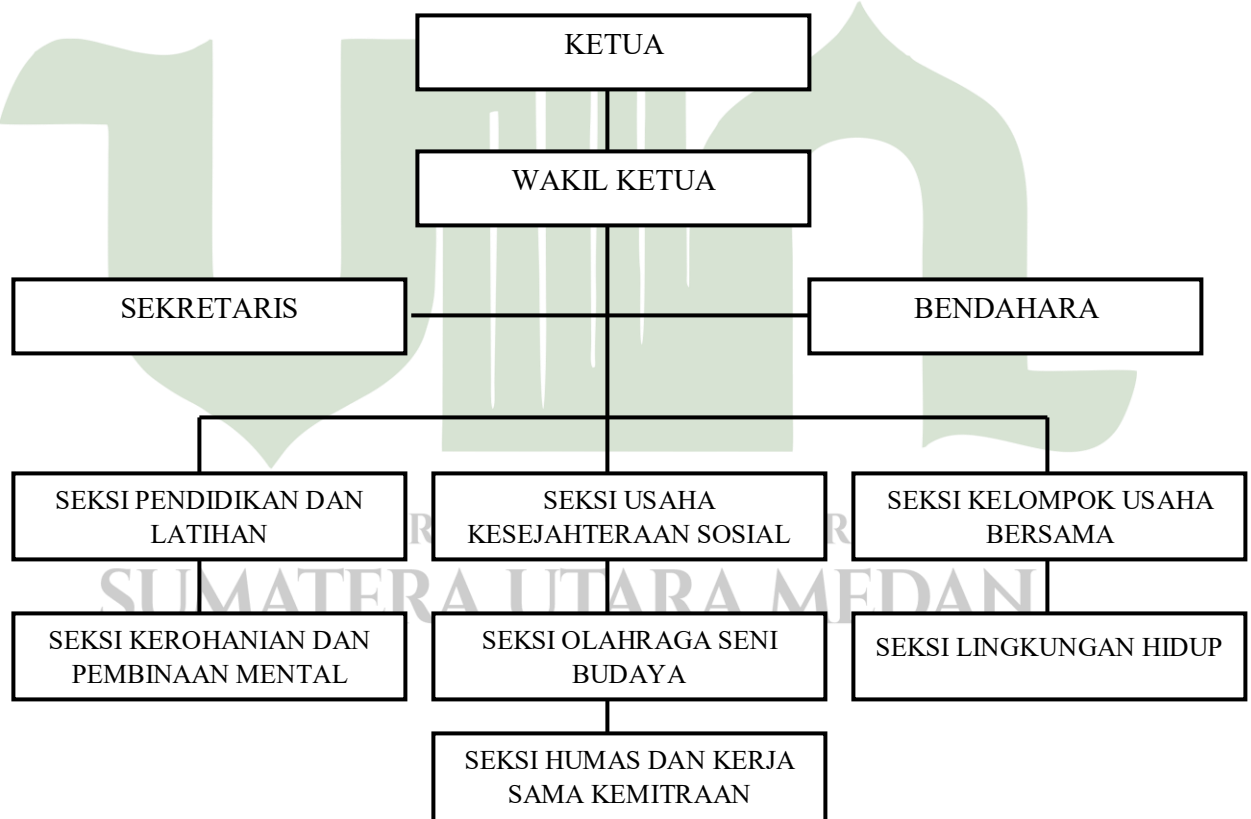 KETUA
WAKIL KETUA
SEKRETARIS
BENDAHARA
SEKSI PENDIDIKAN DAN
LATIHAN
SEKSI USAHA
KESEJAHTERAAN SOSIAL
SEKSI KELOMPOK USAHA
BERSAMA
SUMATERA UTARA MEDAN
SEKSI KEROHANIAN DAN
PEMBINAAN MENTAL
SEKSI OLAHRAGA SENI
BUDAYA
SEKSI LINGKUNGAN HIDUP
SEKSI HUMAS DAN KERJA
SAMA KEMITRAAN